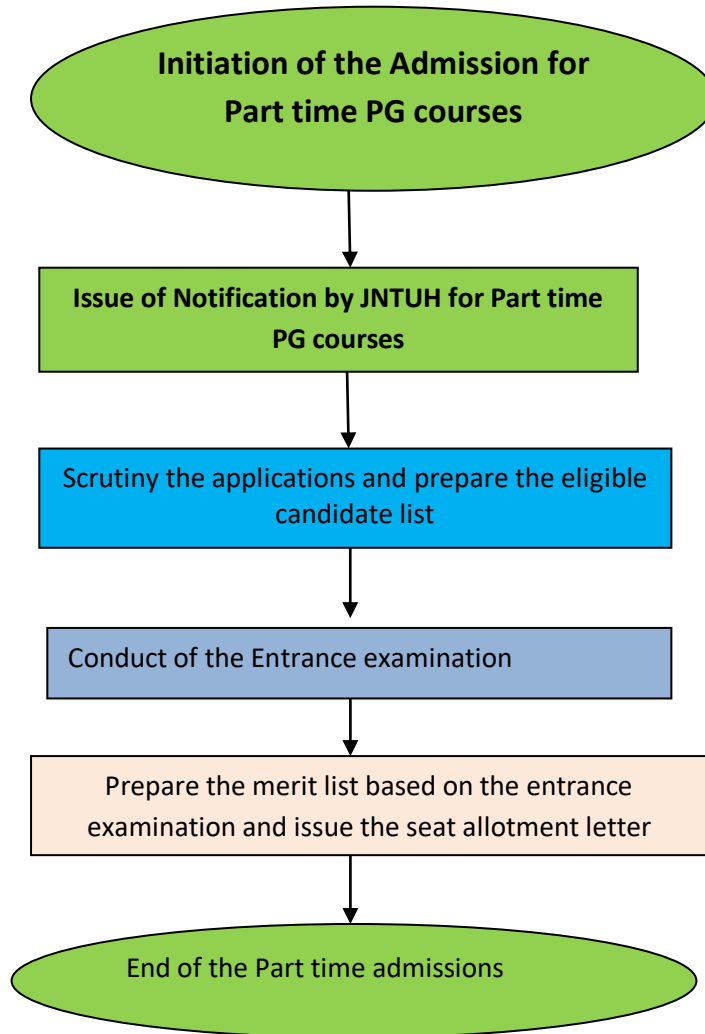 Initiation of the Admission for
Part time PG courses
Issue of Notification by JNTUH for Part time
PG courses
Scrutiny the applications and prepare the eligible
candidate list
Conduct of the Entrance examination
Prepare the merit list based on the entrance
examination and issue the seat allotment letter
End of the Part time admissions